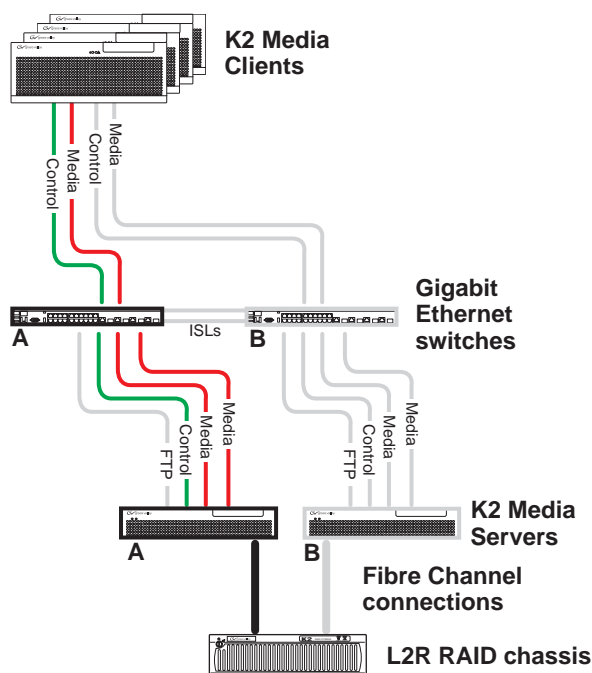 K2 Media
Clients
Control
Media
Control
Media
Gigabit
Ethernet
switches
A
ISLs
B
FTP
Control
Media
Media
FTP
Control
Media
Media
K2 Media
Servers
A
B
Fibre Channel
connections
K2
L2R RAID chassis